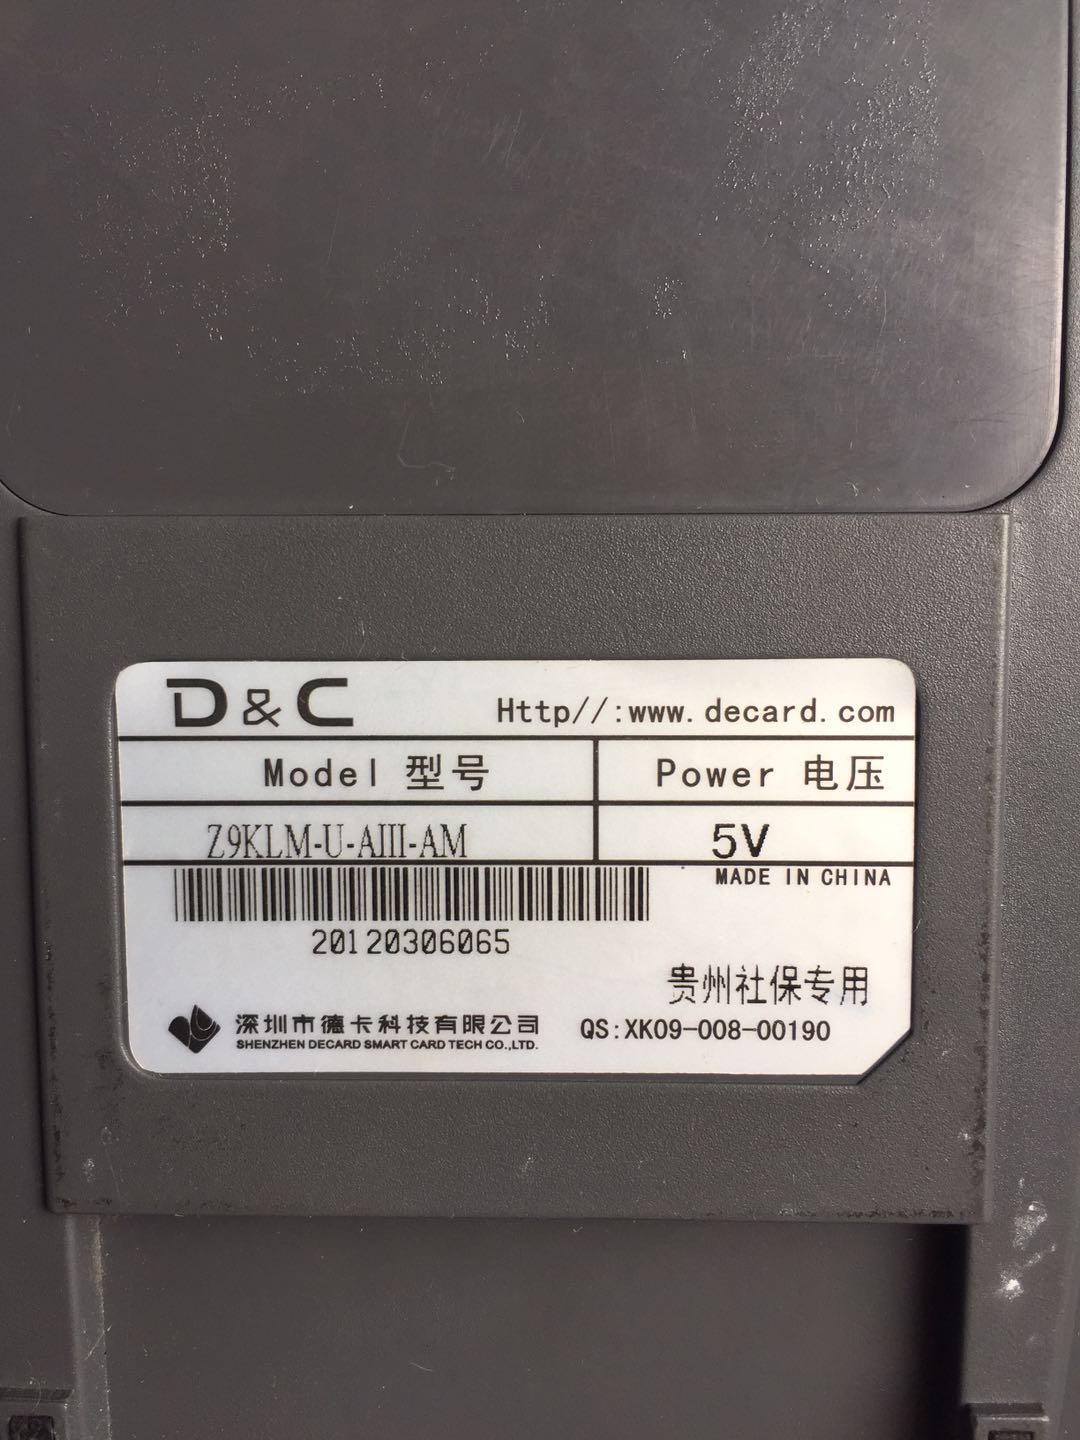 D&C Http//:www.decard.com
Model 型号 Power 电压
Z9KLM-U-AIII-AM 5V
MADE IN CHINA
20120306065
贵州社保专用
深圳市德卡科技有限公司 QS:XK09-008-00190
SHENZHEN DECARD SMART CARD TECH CO.,LTD.